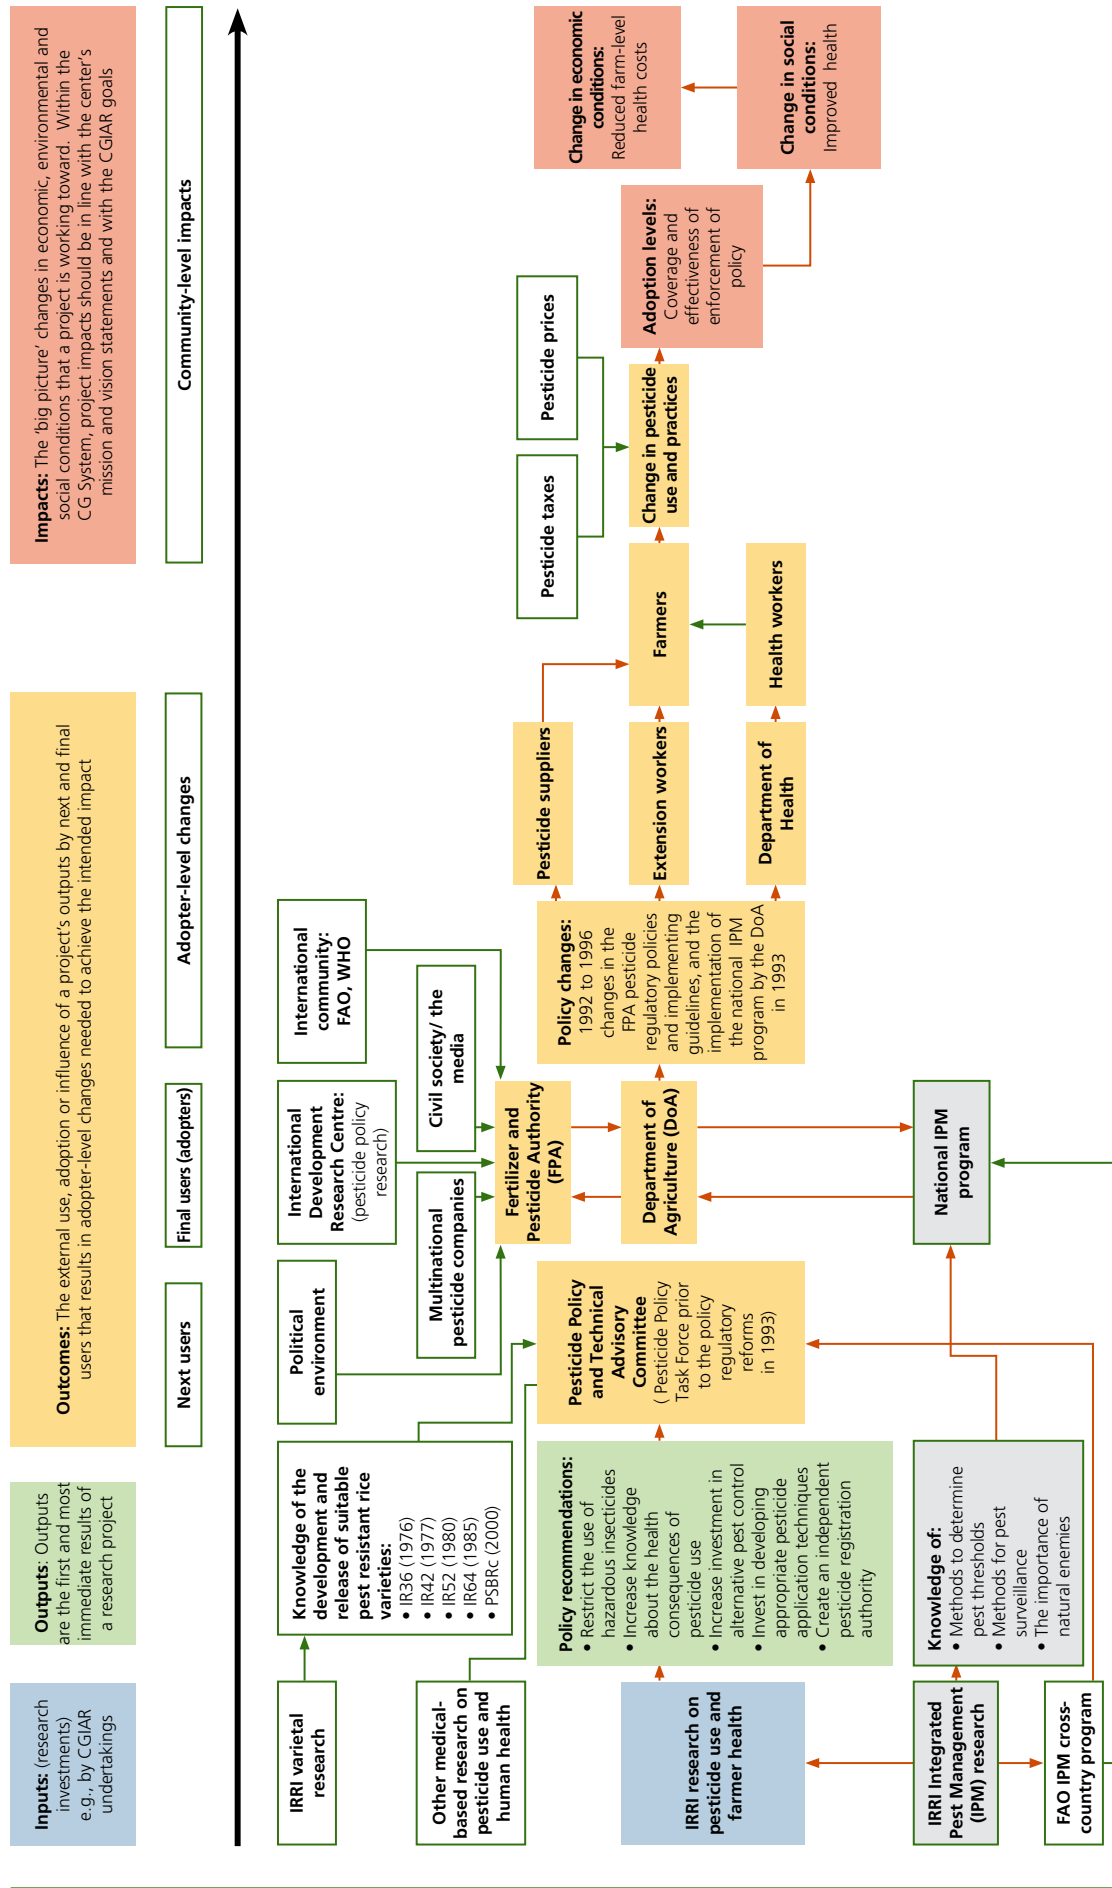 Inputs: (research
investments)
e.g., by CGIAR
undertakings
Outputs: Outputs
are the first and most
immediate results of
a research project
Outcomes: The external use, adoption or influence of a project's outputs by next and final
users that results in adopter-level changes needed to achieve the intended impact
Impacts: The 'big picture' changes in economic, environmental and
social conditions that a project is working toward. Within the
CG System, project impacts should be in line with the center's
mission and vision statements and with the CGIAR goals
Next users
Final users (adopters)
Adopter-level changes
Community-level impacts
IRRI varietal
research
Knowledge of the
development and
release of suitable
pest resistant rice
varieties:
• IR36 (1976)
• IR42 (1977)
• IR52 (1980)
• IR64 (1985)
• PSBRc (2000)
Political
environment
International
Development
Research Centre:
(pesticide policy
research)
International
community:
FAO, WHO
Other medical-
based research on
pesticide use and
human health
Multinational
pesticide companies
Civil society/ the
media
Fertilizer and
Pesticide Authority
(FPA)
Pesticide suppliers
Pesticide taxes
Pesticide prices
Change in economic
conditions:
Reduced farm-level
health costs
IRRI research on
pesticide use and
farmer health
Policy recommendations:
• Restrict the use of
hazardous insecticides
• Increase knowledge
about the health
consequences of
pesticide use
• Increase investment in
alternative pest control
• Invest in developing
appropriate pesticide
application techniques
• Create an independent
pesticide registration
authority
Pesticide Policy
and Technical
Advisory
Committee
( Pesticide Policy
Task Force prior
to the policy
regulatory
reforms
in 1993)
Department of
Agriculture (DoA)
Policy changes:
1992 to 1996
changes in the
FPA pesticide
regulatory policies
and implementing
guidelines, and the
implementation of
the national IPM
program by the DoA
in 1993
Extension workers
Farmers
Change in pesticide
use and practices
Adoption levels:
Coverage and
effectiveness of
enforcement of
policy
Department of
Health
Health workers
Change in social
conditions:
Improved health
IRRI Integrated
Pest Management
(IPM) research
Knowledge of:
• Methods to determine
pest thresholds
• Methods for pest
surveillance
• The importance of
natural enemies
National IPM
program
FAO IPM cross-
country program